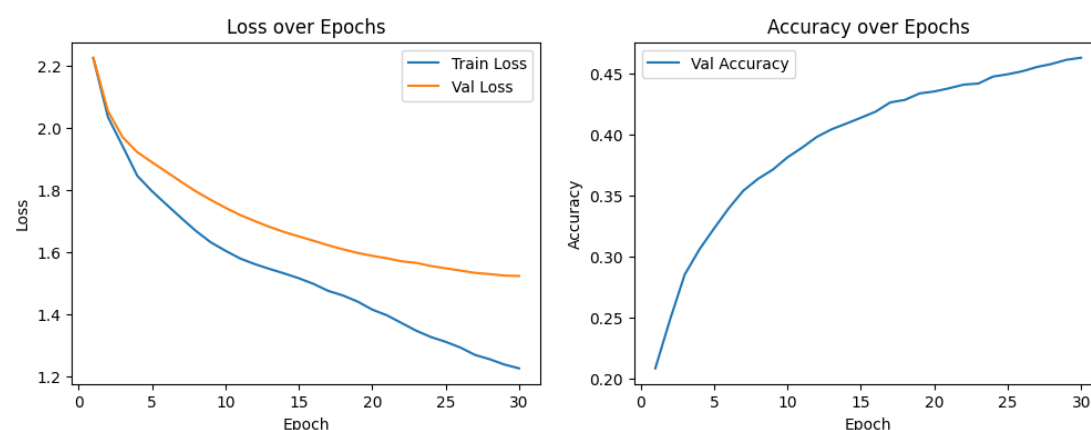 Loss over Epochs
Train Loss
Val Loss
2.2
2.0
1.8
1.6
1.4
1.2
Loss
0 5 10 15 20 25 30
Epoch
Accuracy over Epochs
Val Accuracy
0.45
0.40
0.35
0.30
0.25
0.20
Accuracy
0 5 10 15 20 25 30
Epoch